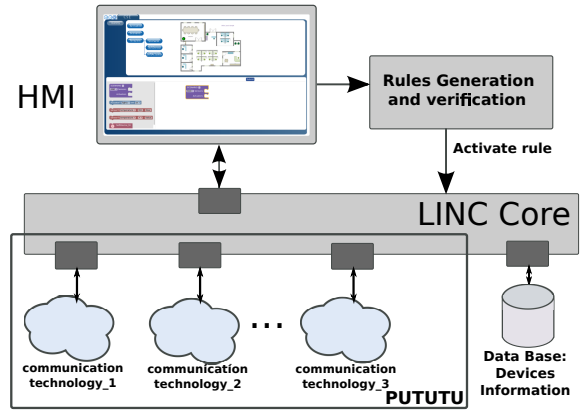 HMI
Rules Generation
and verification
Activate rule
LINC Core
...
communication
technology_1
communication
technology_2
communication
technology_3
PUTUTU
Data Base:
Devices
Information